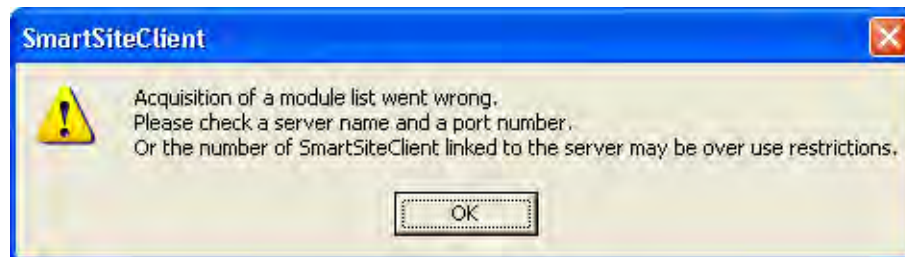 SmartSiteClient
Acquisition of a module list went wrong.
Please check a server name and a port number.
Or the number of SmartSiteClient linked to the server may be over use restrictions.
OK